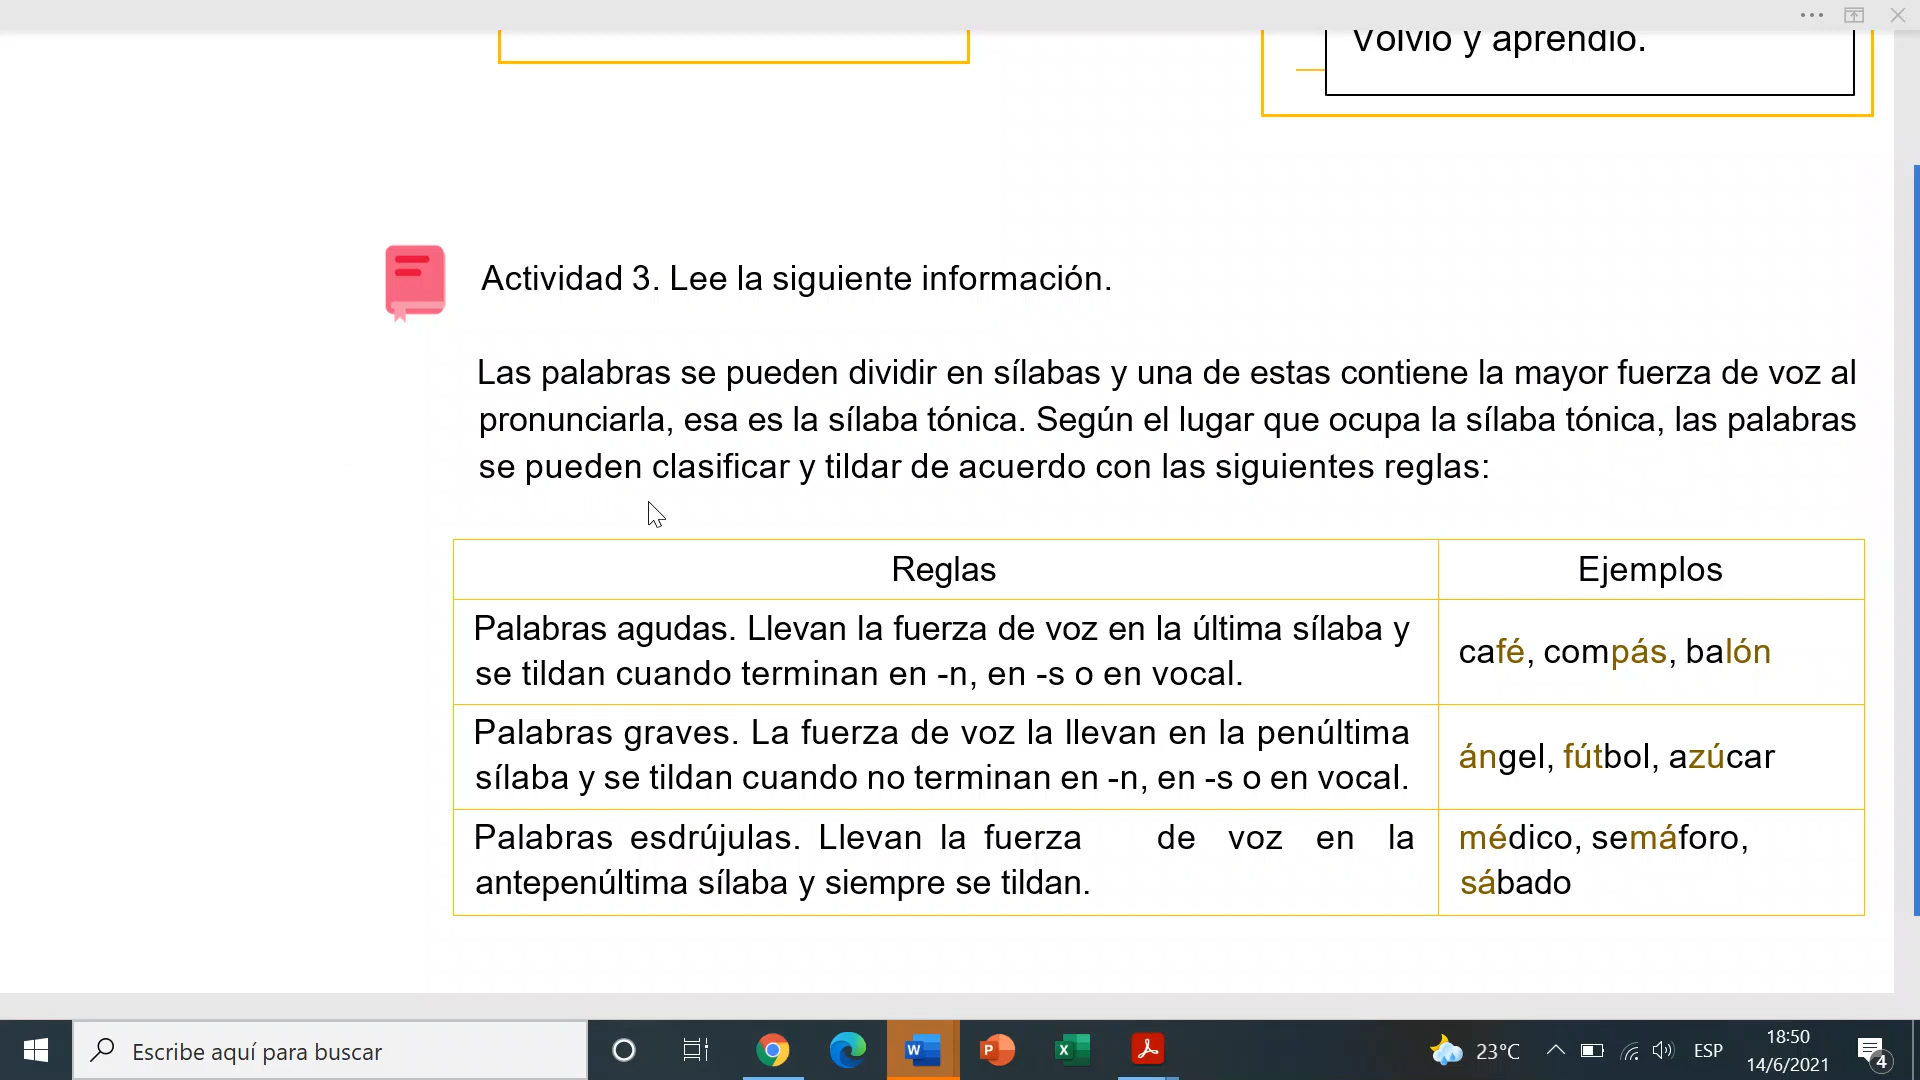 Volvió y aprendió.
Actividad 3. Lee la siguiente información.
Las palabras se pueden dividir en sílabas y una de estas contiene la mayor fuerza de voz al
pronunciarla, esa es la sílaba tónica. Según el lugar que ocupa la sílaba tónica, las palabras
se pueden clasificar y tildar de acuerdo con las siguientes reglas:
Reglas
Ejemplos
Palabras agudas. Llevan la fuerza de voz en la última sílaba y
se tildan cuando terminan en -n, en -s o en vocal.
café, compás, balón
Palabras graves. La fuerza de voz la llevan en la penúltima
sílaba y se tildan cuando no terminan en -n, en -s o en vocal.
ángel, fútbol, azúcar
Palabras esdrújulas. Llevan la fuerza de voz en la
antepenúltima sílaba y siempre se tildan.
médico, semáforo,
sábado
Escribe aquí para buscar
23°C
ESP
18:50
14/6/2021
4